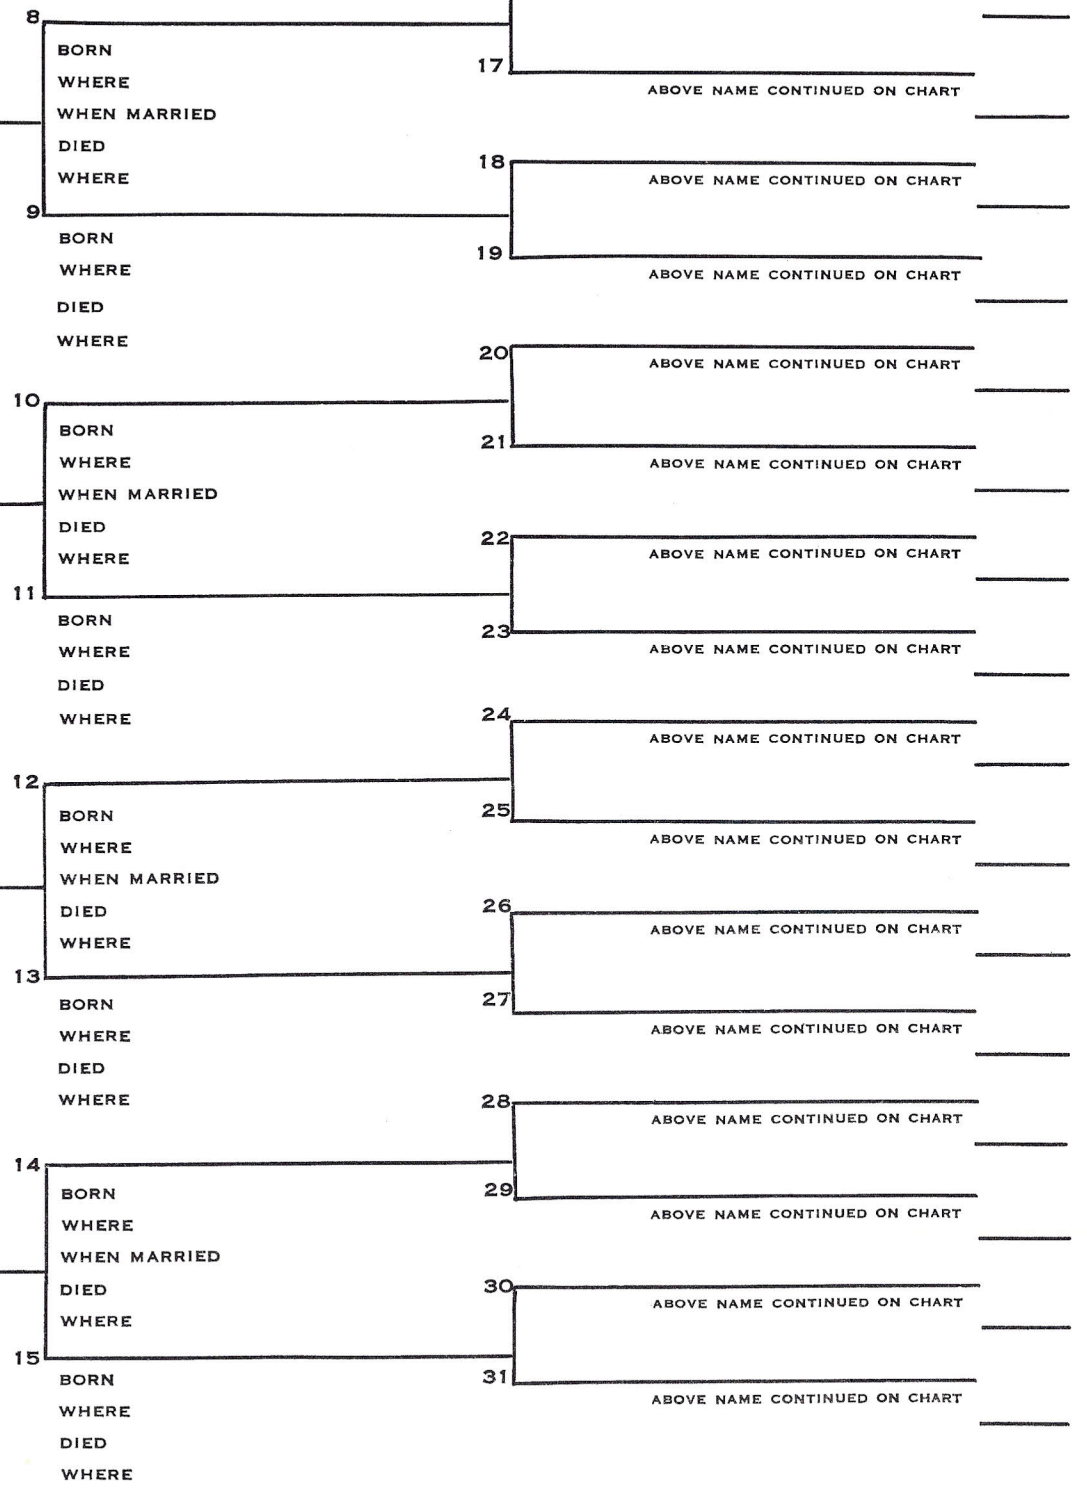 8
BORN
WHERE
WHEN MARRIED
DIED
WHERE
9
BORN
WHERE
DIED
WHERE
10
BORN
WHERE
WHEN MARRIED
DIED
WHERE
11
BORN
WHERE
DIED
WHERE
12
BORN
WHERE
WHEN MARRIED
DIED
WHERE
13
BORN
WHERE
DIED
WHERE
14
BORN
WHERE
WHEN MARRIED
DIED
WHERE
15
BORN
WHERE
DIED
WHERE
17
ABOVE NAME CONTINUED ON CHART
18
ABOVE NAME CONTINUED ON CHART
19
ABOVE NAME CONTINUED ON CHART
20
ABOVE NAME CONTINUED ON CHART
21
ABOVE NAME CONTINUED ON CHART
22
ABOVE NAME CONTINUED ON CHART
23
ABOVE NAME CONTINUED ON CHART
24
ABOVE NAME CONTINUED ON CHART
25
ABOVE NAME CONTINUED ON CHART
26
ABOVE NAME CONTINUED ON CHART
27
ABOVE NAME CONTINUED ON CHART
28
ABOVE NAME CONTINUED ON CHART
29
ABOVE NAME CONTINUED ON CHART
30
ABOVE NAME CONTINUED ON CHART
31
ABOVE NAME CONTINUED ON CHART